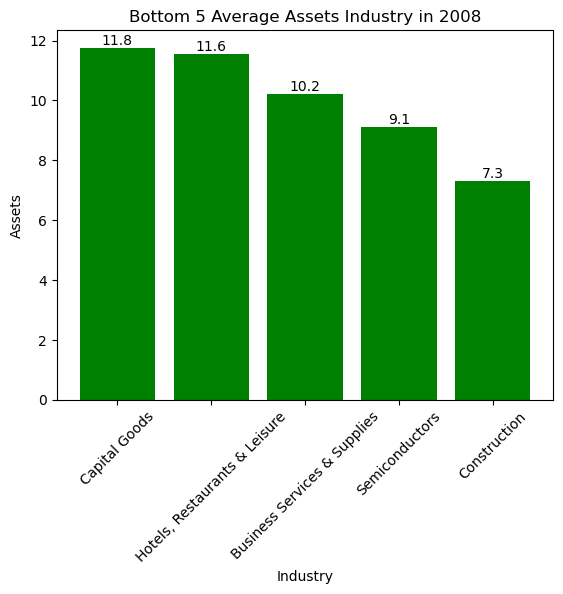 Bottom 5 Average Assets Industry in 2008
12
10
8
6
4
2
0
Assets
11.8
11.6
10.2
9.1
7.3
Capital Goods
Hotels, Restaurants & Leisure
Business Services & Supplies
Semiconductors
Construction
Industry